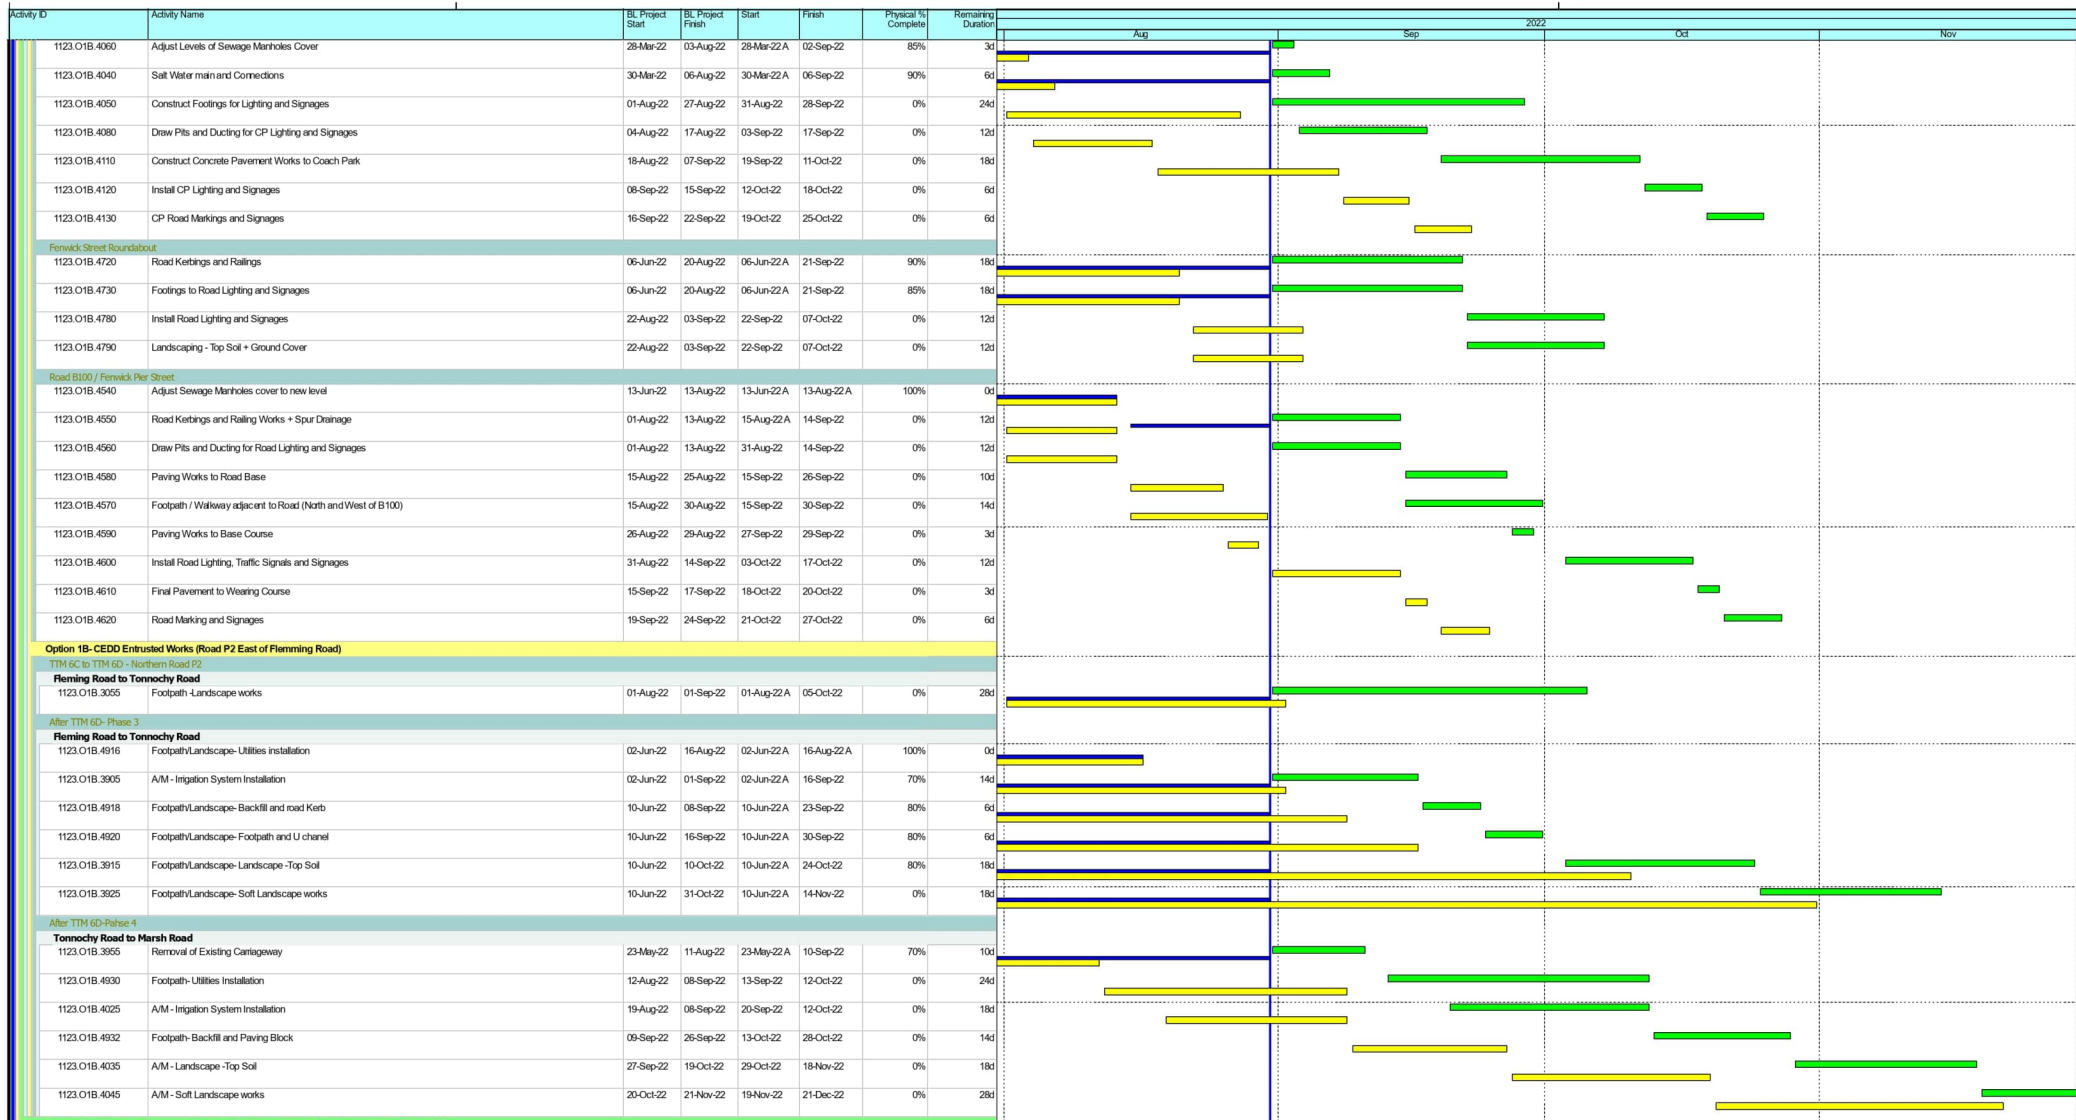 Activity ID Activity Name BL Project Start BL Project Finish Start Finish Physical % Complete Remaining Duration 2022
Aug Sep Oct Nov
1123.O1B.4060 Adjust Levels of Sewage Manholes Cover 28-Mar-22 03-Aug-22 28-Mar-22 A 02-Sep-22 85% 3d
1123.O1B.4040 Salt Water main and Connections 30-Mar-22 06-Aug-22 30-Mar-22 A 06-Sep-22 90% 6d
1123.O1B.4050 Construct Footings for Lighting and Signages 01-Aug-22 27-Aug-22 31-Aug-22 28-Sep-22 0% 24d
1123.O1B.4080 Draw Pits and Ducting for CP Lighting and Signages 04-Aug-22 17-Aug-22 03-Sep-22 17-Sep-22 0% 12d
1123.O1B.4110 Construct Concrete Pavement Works to Coach Park 18-Aug-22 07-Sep-22 19-Sep-22 11-Oct-22 0% 18d
1123.O1B.4120 Install CP Lighting and Signages 08-Sep-22 15-Sep-22 12-Oct-22 18-Oct-22 0% 6d
1123.O1B.4130 CP Road Markings and Signages 16-Sep-22 22-Sep-22 19-Oct-22 25-Oct-22 0% 6d
Fenwick Street Roundabout
1123.O1B.4720 Road Kerbings and Railings 06-Jun-22 20-Aug-22 06-Jun-22 A 21-Sep-22 90% 18d
1123.O1B.4730 Footings to Road Lighting and Signages 06-Jun-22 20-Aug-22 06-Jun-22 A 21-Sep-22 85% 18d
1123.O1B.4780 Install Road Lighting and Signages 22-Aug-22 03-Sep-22 22-Sep-22 07-Oct-22 0% 12d
1123.O1B.4790 Landscaping - Top Soil + Ground Cover 22-Aug-22 03-Sep-22 22-Sep-22 07-Oct-22 0% 12d
Road B100 / Fenwick Pier Street
1123.O1B.4540 Adjust Sewage Manholes cover to new level 13-Jun-22 13-Aug-22 13-Jun-22 A 13-Aug-22 A 100% 0d
1123.O1B.4550 Road Kerbings and Railing Works + Spur Drainage 01-Aug-22 13-Aug-22 15-Aug-22 A 14-Sep-22 0% 12d
1123.O1B.4560 Draw Pits and Ducting for Road Lighting and Signages 01-Aug-22 13-Aug-22 31-Aug-22 14-Sep-22 0% 12d
1123.O1B.4580 Paving Works to Road Base 15-Aug-22 25-Aug-22 15-Sep-22 26-Sep-22 0% 10d
1123.O1B.4570 Footpath / Walkway adjacent to Road (North and West of B100) 15-Aug-22 30-Aug-22 15-Sep-22 30-Sep-22 0% 14d
1123.O1B.4590 Paving Works to Base Course 26-Aug-22 29-Aug-22 27-Sep-22 29-Sep-22 0% 3d
1123.O1B.4600 Install Road Lighting, Traffic Signals and Signages 31-Aug-22 14-Sep-22 03-Oct-22 17-Oct-22 0% 12d
1123.O1B.4610 Final Pavement to Wearing Course 15-Sep-22 17-Sep-22 18-Oct-22 20-Oct-22 0% 3d
1123.O1B.4620 Road Marking and Signages 19-Sep-22 24-Sep-22 21-Oct-22 27-Oct-22 0% 6d
Option 1B- CEDD Entrusted Works (Road P2 East of Flemming Road)
TTM 6C to TTM 6D - Northern Road P2
Fleming Road to Tonnochy Road
1123.O1B.3055 Footpath -Landscape works 01-Aug-22 01-Sep-22 01-Aug-22 A 05-Oct-22 0% 28d
After TTM 6D- Phase 3
Fleming Road to Tonnochy Road
1123.O1B.4916 Footpath/Landscape- Utilities installation 02-Jun-22 16-Aug-22 02-Jun-22 A 16-Aug-22 A 100% 0d
1123.O1B.3905 A/M - Irrigation System Installation 02-Jun-22 01-Sep-22 02-Jun-22 A 16-Sep-22 70% 14d
1123.O1B.4918 Footpath/Landscape- Backfill and road Kerb 10-Jun-22 08-Sep-22 10-Jun-22 A 23-Sep-22 80% 6d
1123.O1B.4920 Footpath/Landscape- Footpath and U chanel 10-Jun-22 16-Sep-22 10-Jun-22 A 30-Sep-22 80% 6d
1123.O1B.3915 Footpath/Landscape- Landscape -Top Soil 10-Jun-22 10-Oct-22 10-Jun-22 A 24-Oct-22 80% 18d
1123.O1B.3925 Footpath/Landscape- Soft Landscape works 10-Jun-22 31-Oct-22 10-Jun-22 A 14-Nov-22 0% 18d
After TTM 6D-Pahse 4
Tonnochy Road to Marsh Road
1123.O1B.3955 Removal of Existing Carriageway 23-May-22 11-Aug-22 23-May-22 A 10-Sep-22 70% 10d
1123.O1B.4930 Footpath- Utilities Installation 12-Aug-22 08-Sep-22 13-Sep-22 12-Oct-22 0% 24d
1123.O1B.4025 A/M - Irrigation System Installation 19-Aug-22 08-Sep-22 20-Sep-22 12-Oct-22 0% 18d
1123.O1B.4932 Footpath- Backfill and Paving Block 09-Sep-22 26-Sep-22 13-Oct-22 28-Oct-22 0% 14d
1123.O1B.4035 A/M - Landscape -Top Soil 27-Sep-22 19-Oct-22 29-Oct-22 18-Nov-22 0% 18d
1123.O1B.4045 A/M - Soft Landscape works 20-Oct-22 21-Nov-22 19-Nov-22 21-Dec-22 0% 28d